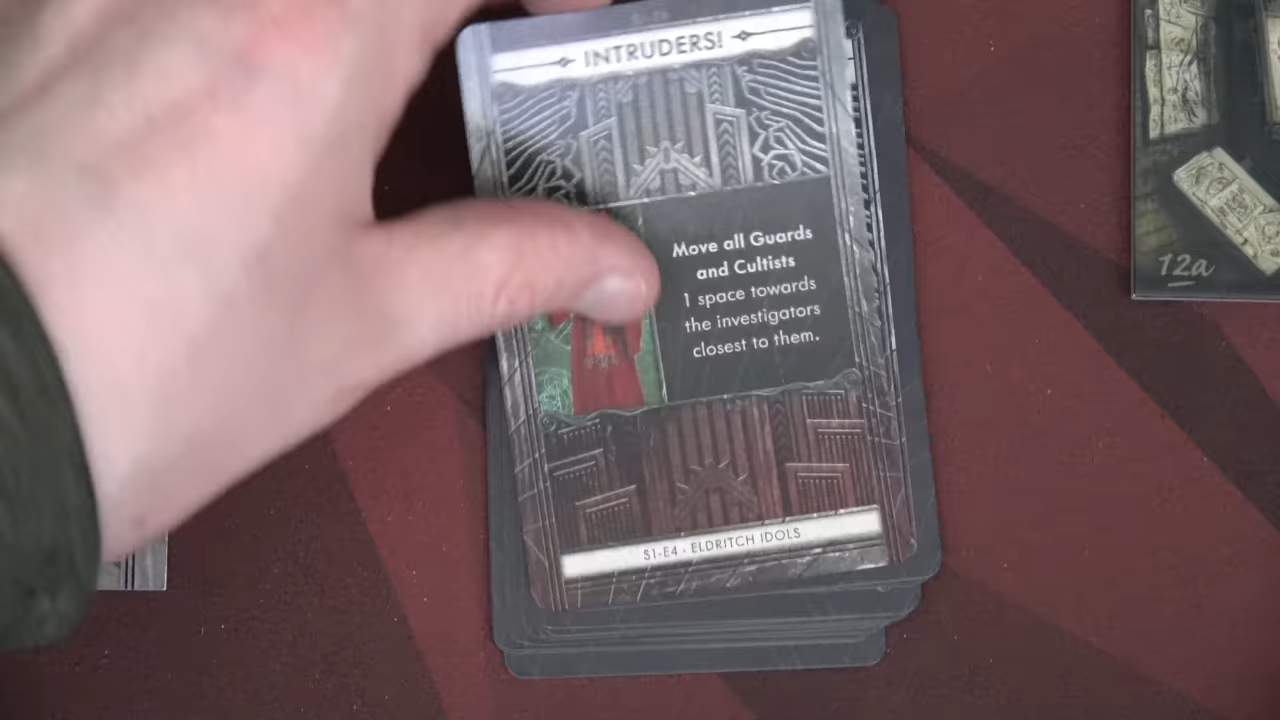 INTRUDERS!
Move all Guards
and Cultists
1 space towards
the investigators
closest to them.
12a
S1-E4 - ELDRITCH IDOLS